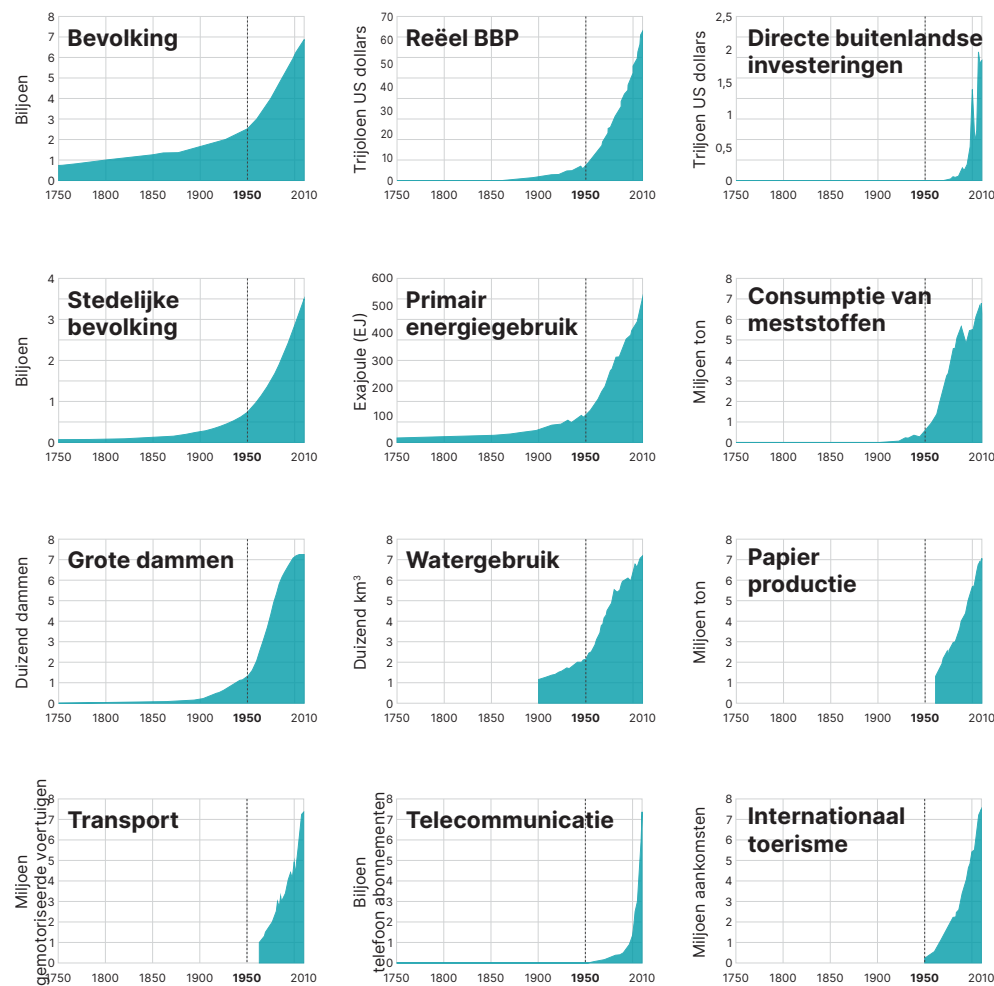 Bevolking
Biljoen
8
7
6
5
4
3
2
1
0
1750 1800 1850 1900 1950 2010
Reëel BBP
Trijoloen US dollars
70
60
50
40
30
20
10
0
1750 1800 1850 1900 1950 2010
Directe buitenlandse
investeringen
Triljoen US dollars
2,5
2
1,5
1
0,5
0
1750 1800 1850 1900 1950 2010
Stedelijke
bevolking
Biljoen
4
3
2
1
0
1750 1800 1850 1900 1950 2010
Primair
energiegebruik
Exajoule (EJ)
600
500
400
300
200
100
0
1750 1800 1850 1900 1950 2010
Consumptie van
meststoffen
Miljoen ton
8
7
6
5
4
3
2
1
0
1750 1800 1850 1900 1950 2010
Grote dammen
Duizend dammen
8
7
6
5
4
3
2
1
0
1750 1800 1850 1900 1950 2010
Watergebruik
Duizend km³
8
7
6
5
4
3
2
1
0
1750 1800 1850 1900 1950 2010
Papier
productie
Miljoen ton
8
7
6
5
4
3
2
1
0
1750 1800 1850 1900 1950 2010
Transport
Miljoen
gemotoriseerde voertuigen
8
7
6
5
4
3
2
1
0
1750 1800 1850 1900 1950 2010
Telecommunicatie
Biljoen
telefoon abonnementen
8
7
6
5
4
3
2
1
0
1750 1800 1850 1900 1950 2010
Internationaal
toerisme
Miljoen aankomsten
8
7
6
5
4
3
2
1
0
1750 1800 1850 1900 1950 2010